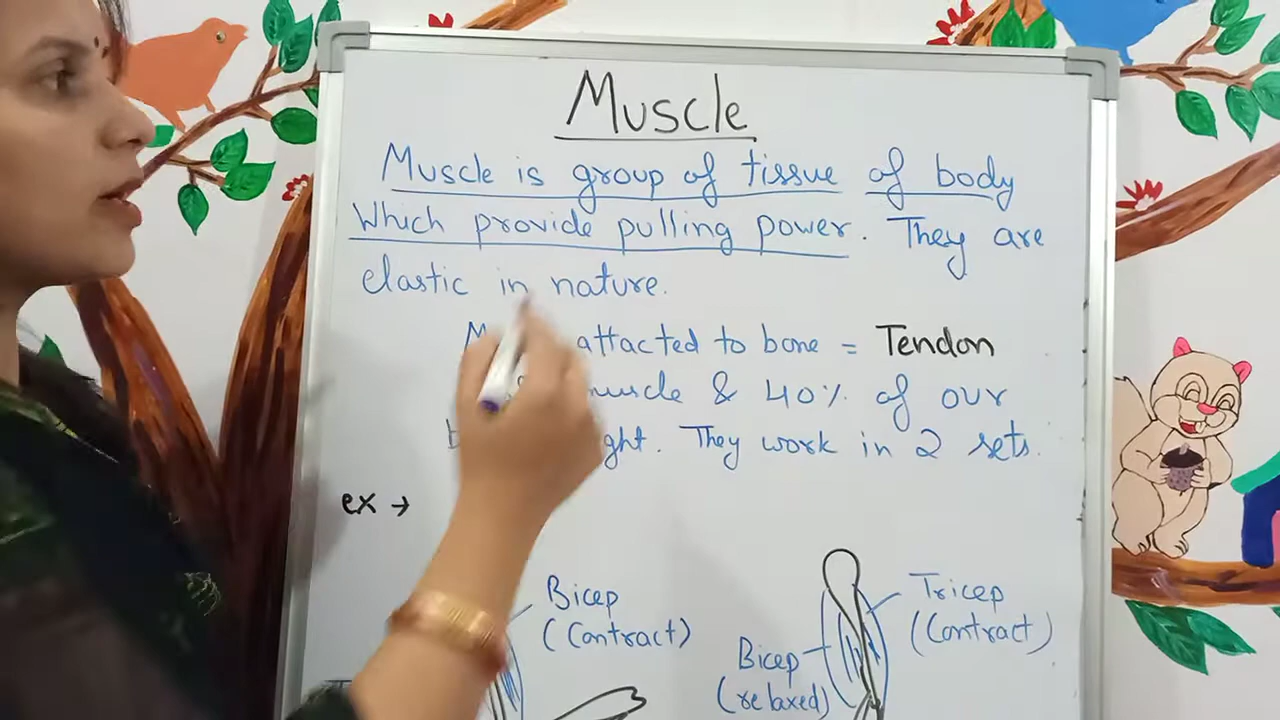 Muscle
Muscle is group of tissue of body
Which provide pulling power. They are
elastic in nature.
attacted to bone = Tendon
muscle & 40% of our
They work in 2 sets.
ex →
Bicep
(Contract)
Tricep
(Contract)
Bicep
(relaxed)